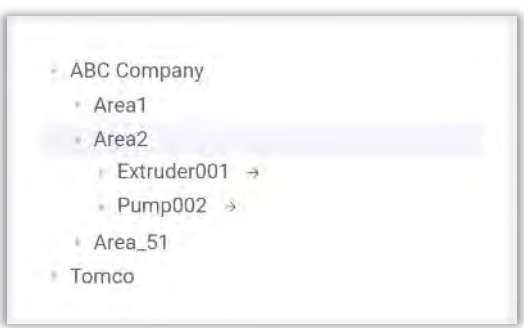 ABC Company
Area1
Area2
Extruder001 →
Pump002 →
Area_51
Tomco